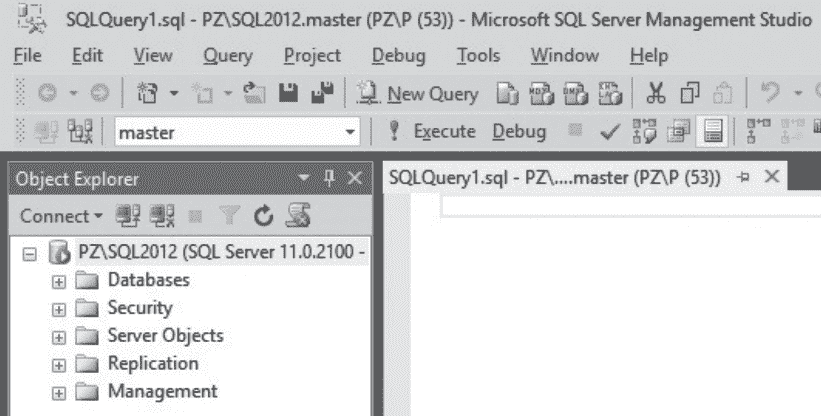 SQLQuery1.sql - PZ\SQL2012.master (PZ\P (53)) - Microsoft SQL Server Management Studio
File Edit View Query Project Debug Tools Window Help
New Query
master Execute Debug
Object Explorer
SQLQuery1.sql - PZ\....master (PZ\P (53))
Connect
PZ\SQL2012 (SQL Server 11.0.2100 -
Databases
Security
Server Objects
Replication
Management